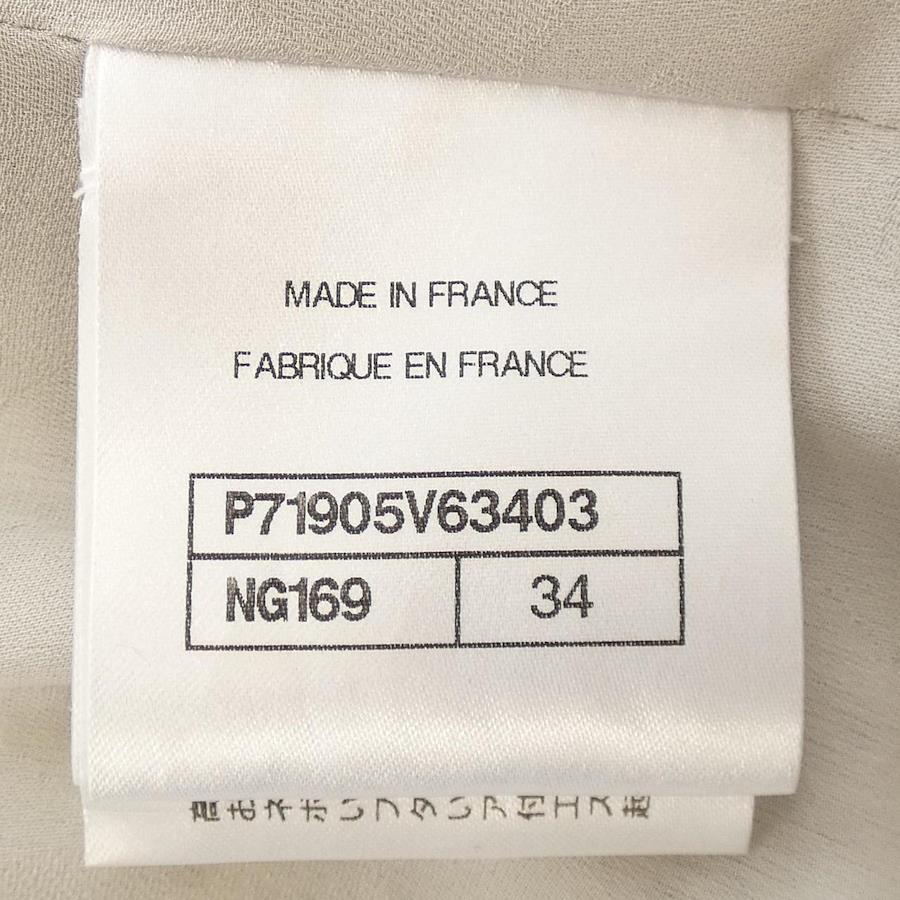 MADE IN FRANCE
FABRIQUE EN FRANCE
P71905V63403
NG169
34